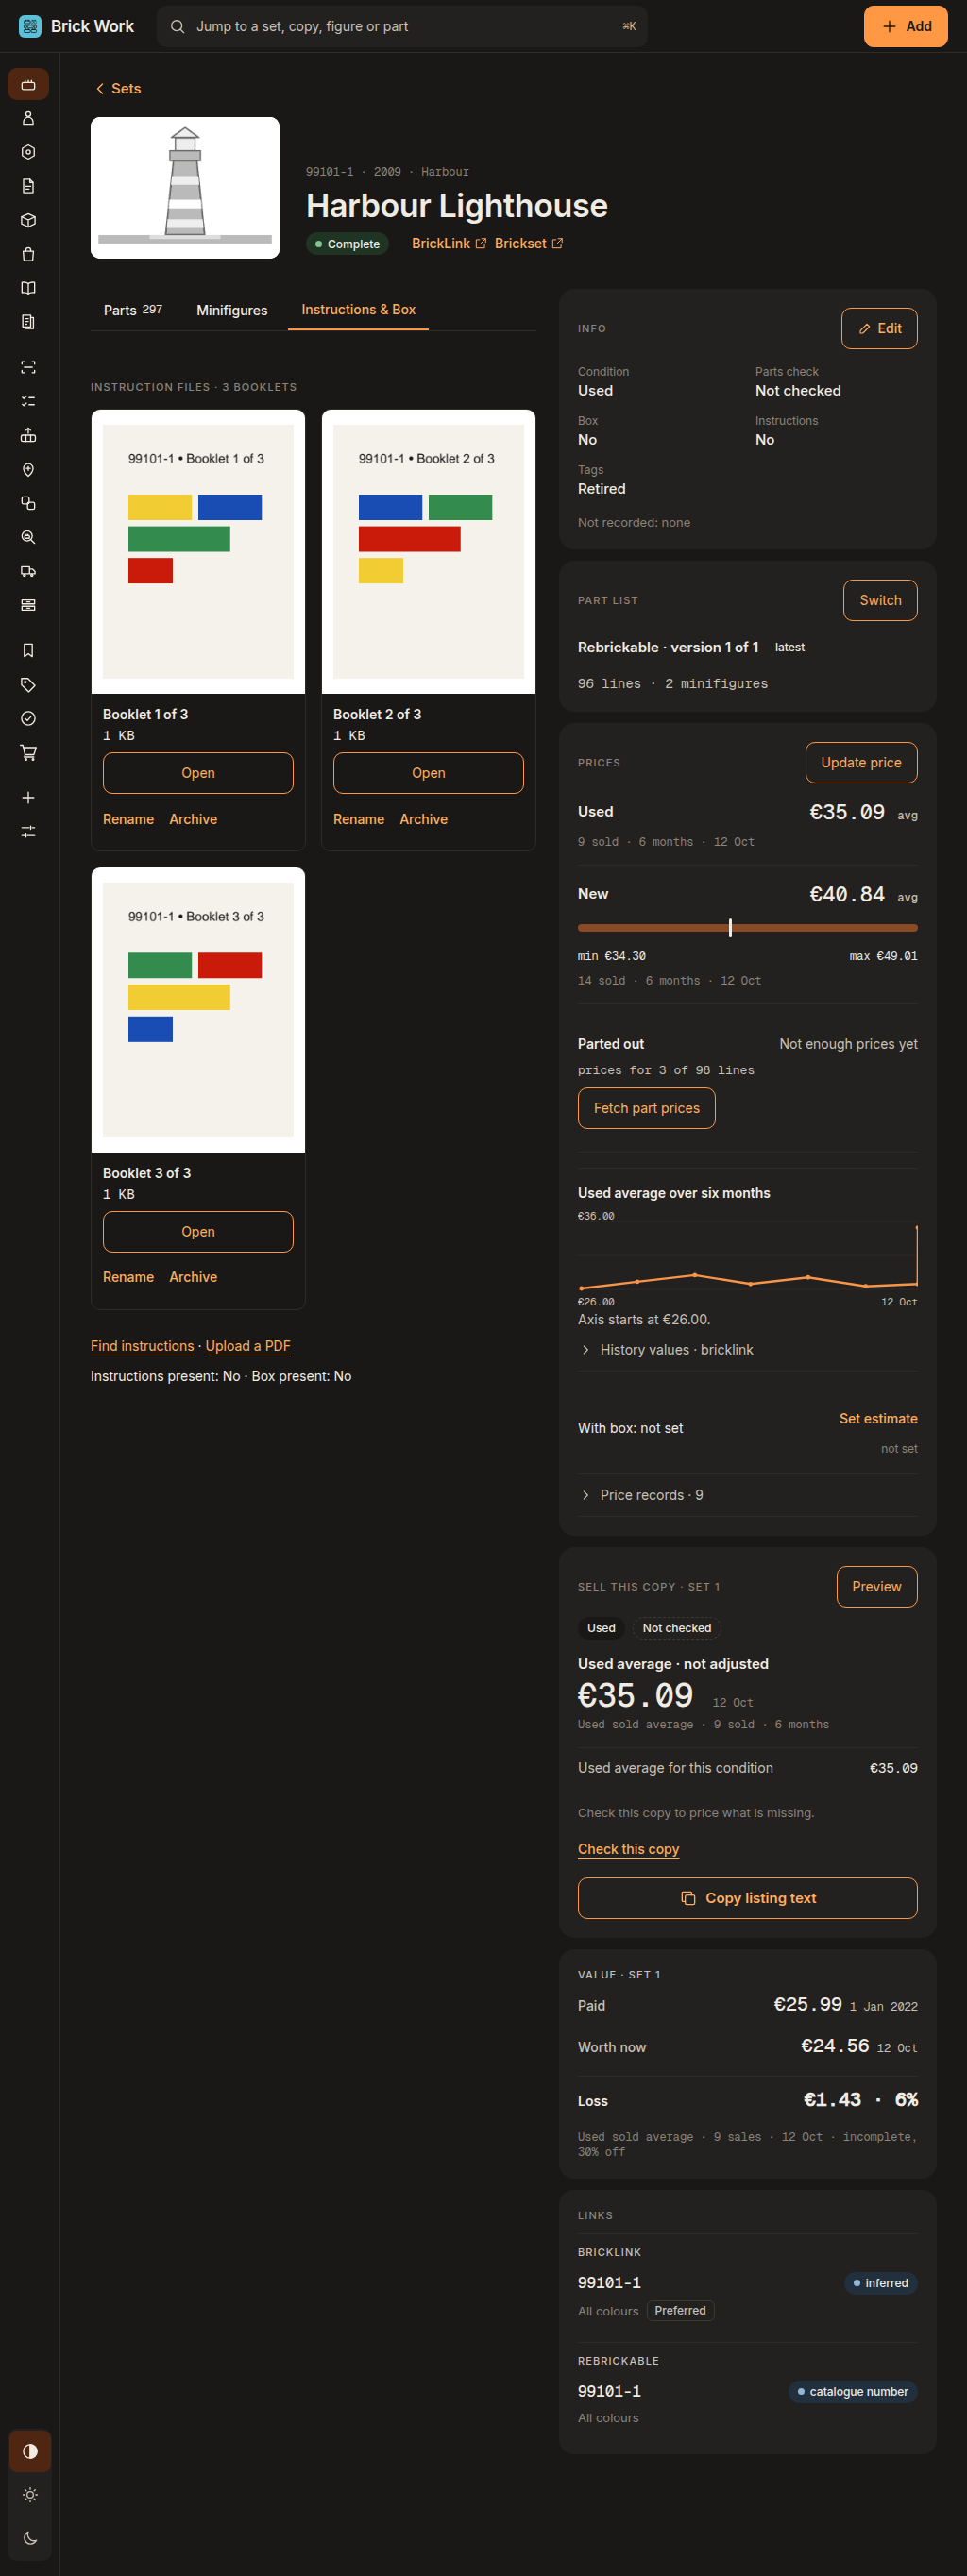 Brick Work
Jump to a set, copy, figure or part
⌘K
Add
Sets
99101-1 · 2009 · Harbour
Harbour Lighthouse
Complete
BrickLink
Brickset
Parts 297
Minifigures
Instructions & Box
INSTRUCTION FILES · 3 BOOKLETS
99101-1 • Booklet 1 of 3
Booklet 1 of 3
1 KB
Open
Rename
Archive
99101-1 • Booklet 2 of 3
Booklet 2 of 3
1 KB
Open
Rename
Archive
99101-1 • Booklet 3 of 3
Booklet 3 of 3
1 KB
Open
Rename
Archive
Find instructions · Upload a PDF
Instructions present: No · Box present: No
INFO
Edit
Condition
Used
Parts check
Not checked
Box
No
Instructions
No
Tags
Retired
Not recorded: none
PART LIST
Switch
Rebrickable · version 1 of 1
latest
96 lines · 2 minifigures
PRICES
Update price
Used
€35.09 avg
9 sold · 6 months · 12 Oct
New
€40.84 avg
min €34.30
max €49.01
14 sold · 6 months · 12 Oct
Parted out
Not enough prices yet
prices for 3 of 98 lines
Fetch part prices
Used average over six months
€36.00
€26.00
12 Oct
Axis starts at €26.00.
History values · bricklink
With box: not set
Set estimate
not set
Price records · 9
SELL THIS COPY · SET 1
Preview
Used
Not checked
Used average · not adjusted
€35.09 12 Oct
Used sold average · 9 sold · 6 months
Used average for this condition
€35.09
Check this copy to price what is missing.
Check this copy
Copy listing text
VALUE · SET 1
Paid
€25.99 1 Jan 2022
Worth now
€24.56 12 Oct
Loss
€1.43 · 6%
Used sold average · 9 sales · 12 Oct · incomplete,
30% off
LINKS
BRICKLINK
99101-1
inferred
All colours
Preferred
REBRICKABLE
99101-1
catalogue number
All colours